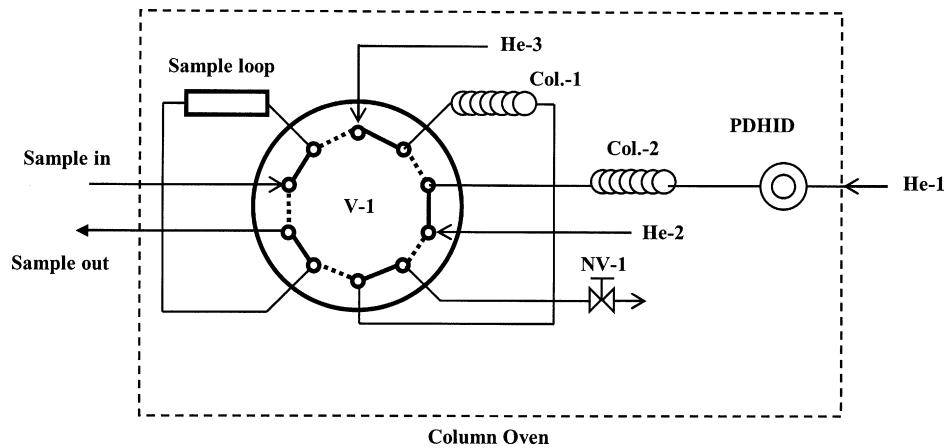 He-3
Sample loop
Col.-1
PDHID
Col.-2
Sample in
V-1
He-1
He-2
Sample out
NV-1
Column Oven